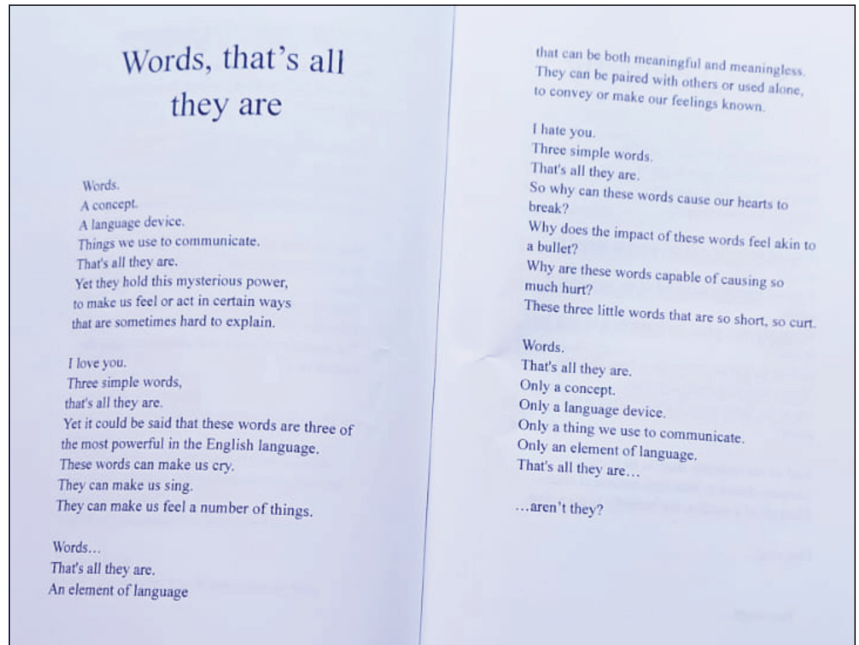 Words, that’s all
they are
Words.
A concept.
A language device.
Things we use to communicate.
That's all they are.
Yet they hold this mysterious power,
to make us feel or act in certain ways
that are sometimes hard to explain.
I love you.
Three simple words,
that's all they are.
Yet it could be said that these words are three of
the most powerful in the English language.
These words can make us cry.
They can make us sing.
They can make us feel a number of things.
Words…
That's all they are.
An element of language
that can be both meaningful and meaningless.
They can be paired with others or used alone,
to convey or make our feelings known.
I hate you.
Three simple words.
That's all they are.
So why can these words cause our hearts to
break?
Why does the impact of these words feel akin to
a bullet?
Why are these words capable of causing so
much hurt?
These three little words that are so short, so curt.
Words.
That's all they are.
Only a concept.
Only a language device.
Only a thing we use to communicate.
Only an element of language.
That's all they are…
…aren’t they?